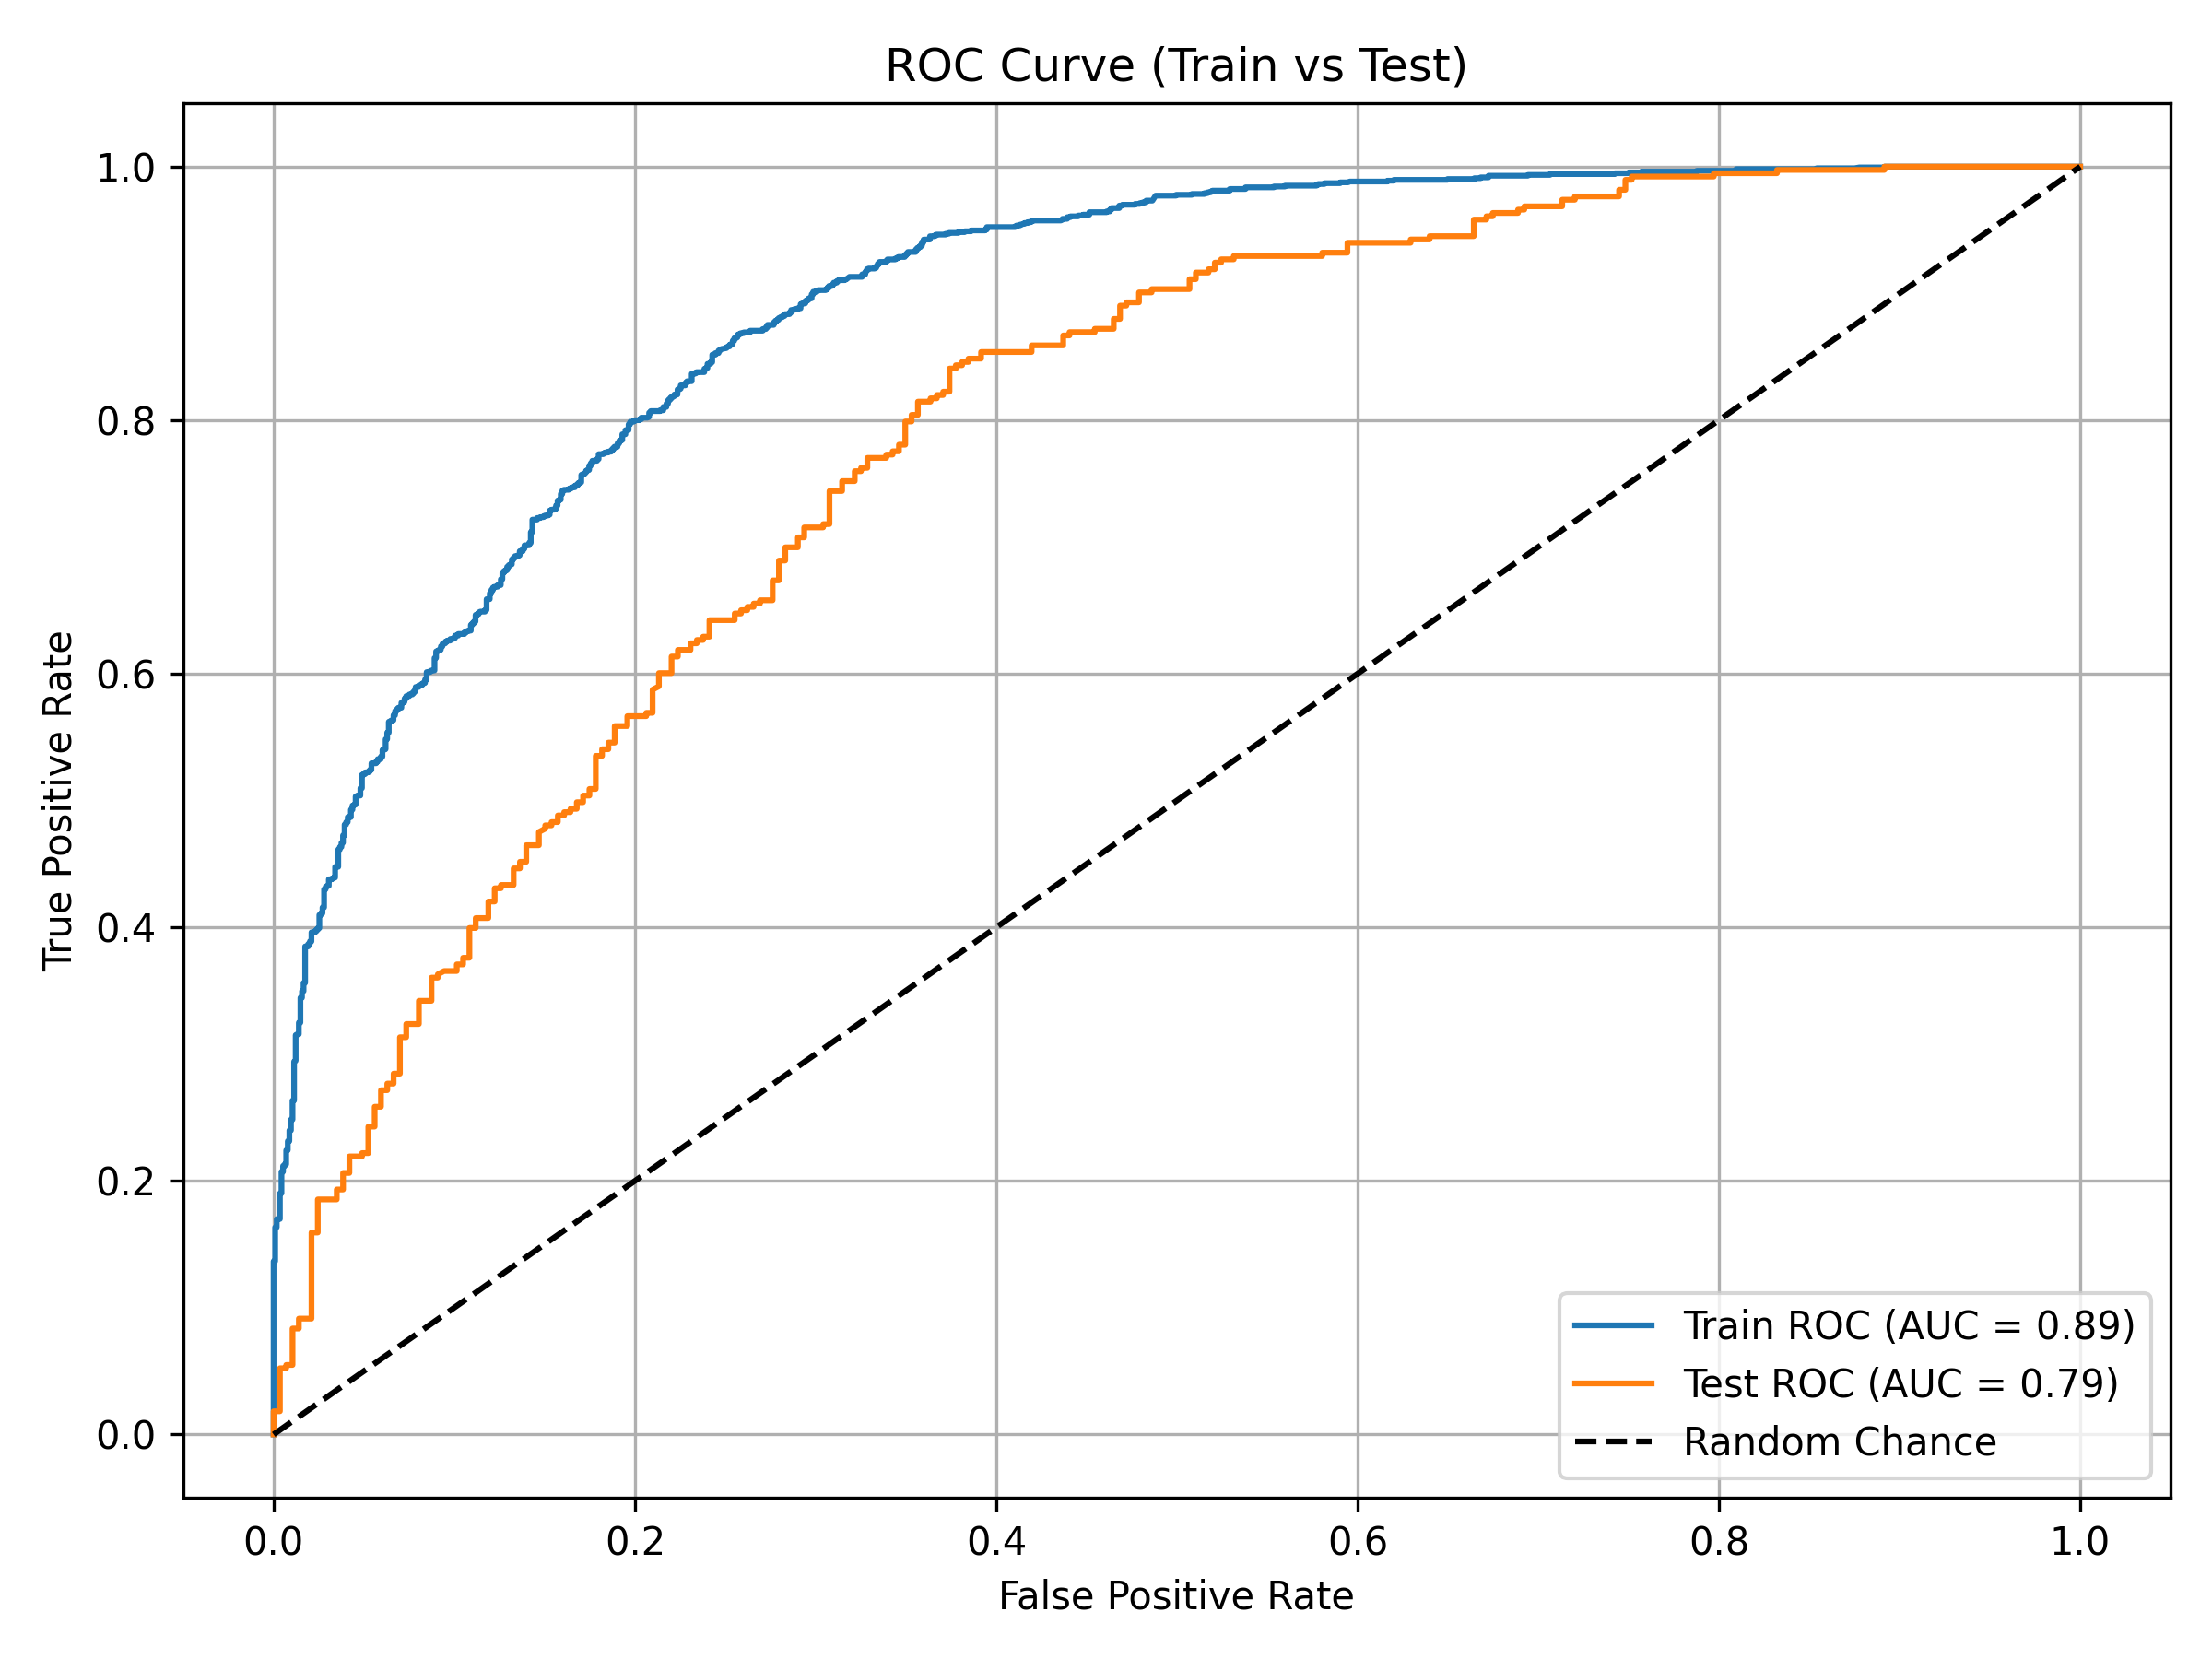 ROC Curve (Train vs Test)
True Positive Rate
1.0
0.8
0.6
0.4
0.2
0.0
Train ROC (AUC = 0.89)
Test ROC (AUC = 0.79)
Random Chance
0.0 0.2 0.4 0.6 0.8 1.0
False Positive Rate